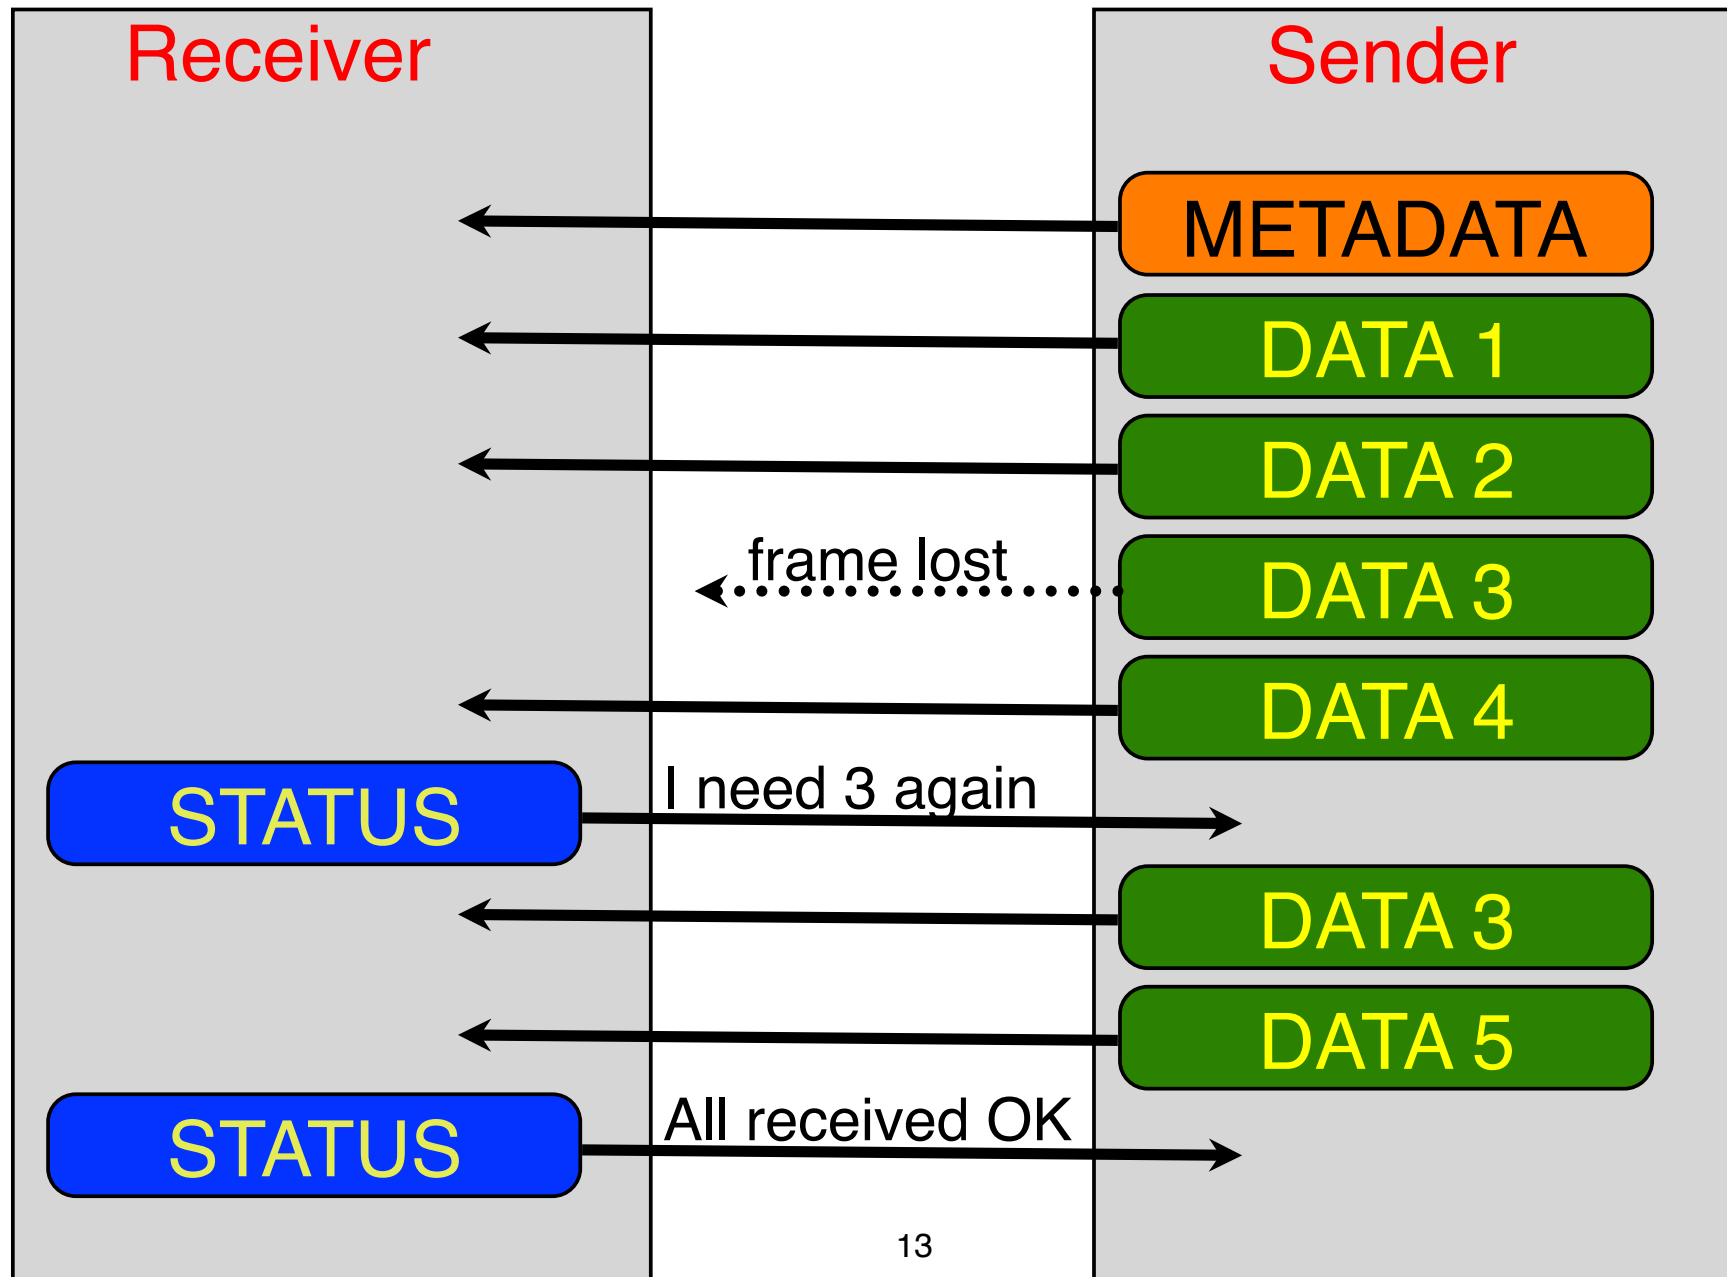 Receiver
Sender
METADATA
DATA 1
DATA 2
frame lost
DATA 3
DATA 4
I need 3 again
STATUS
DATA 3
DATA 5
All received OK
STATUS
13